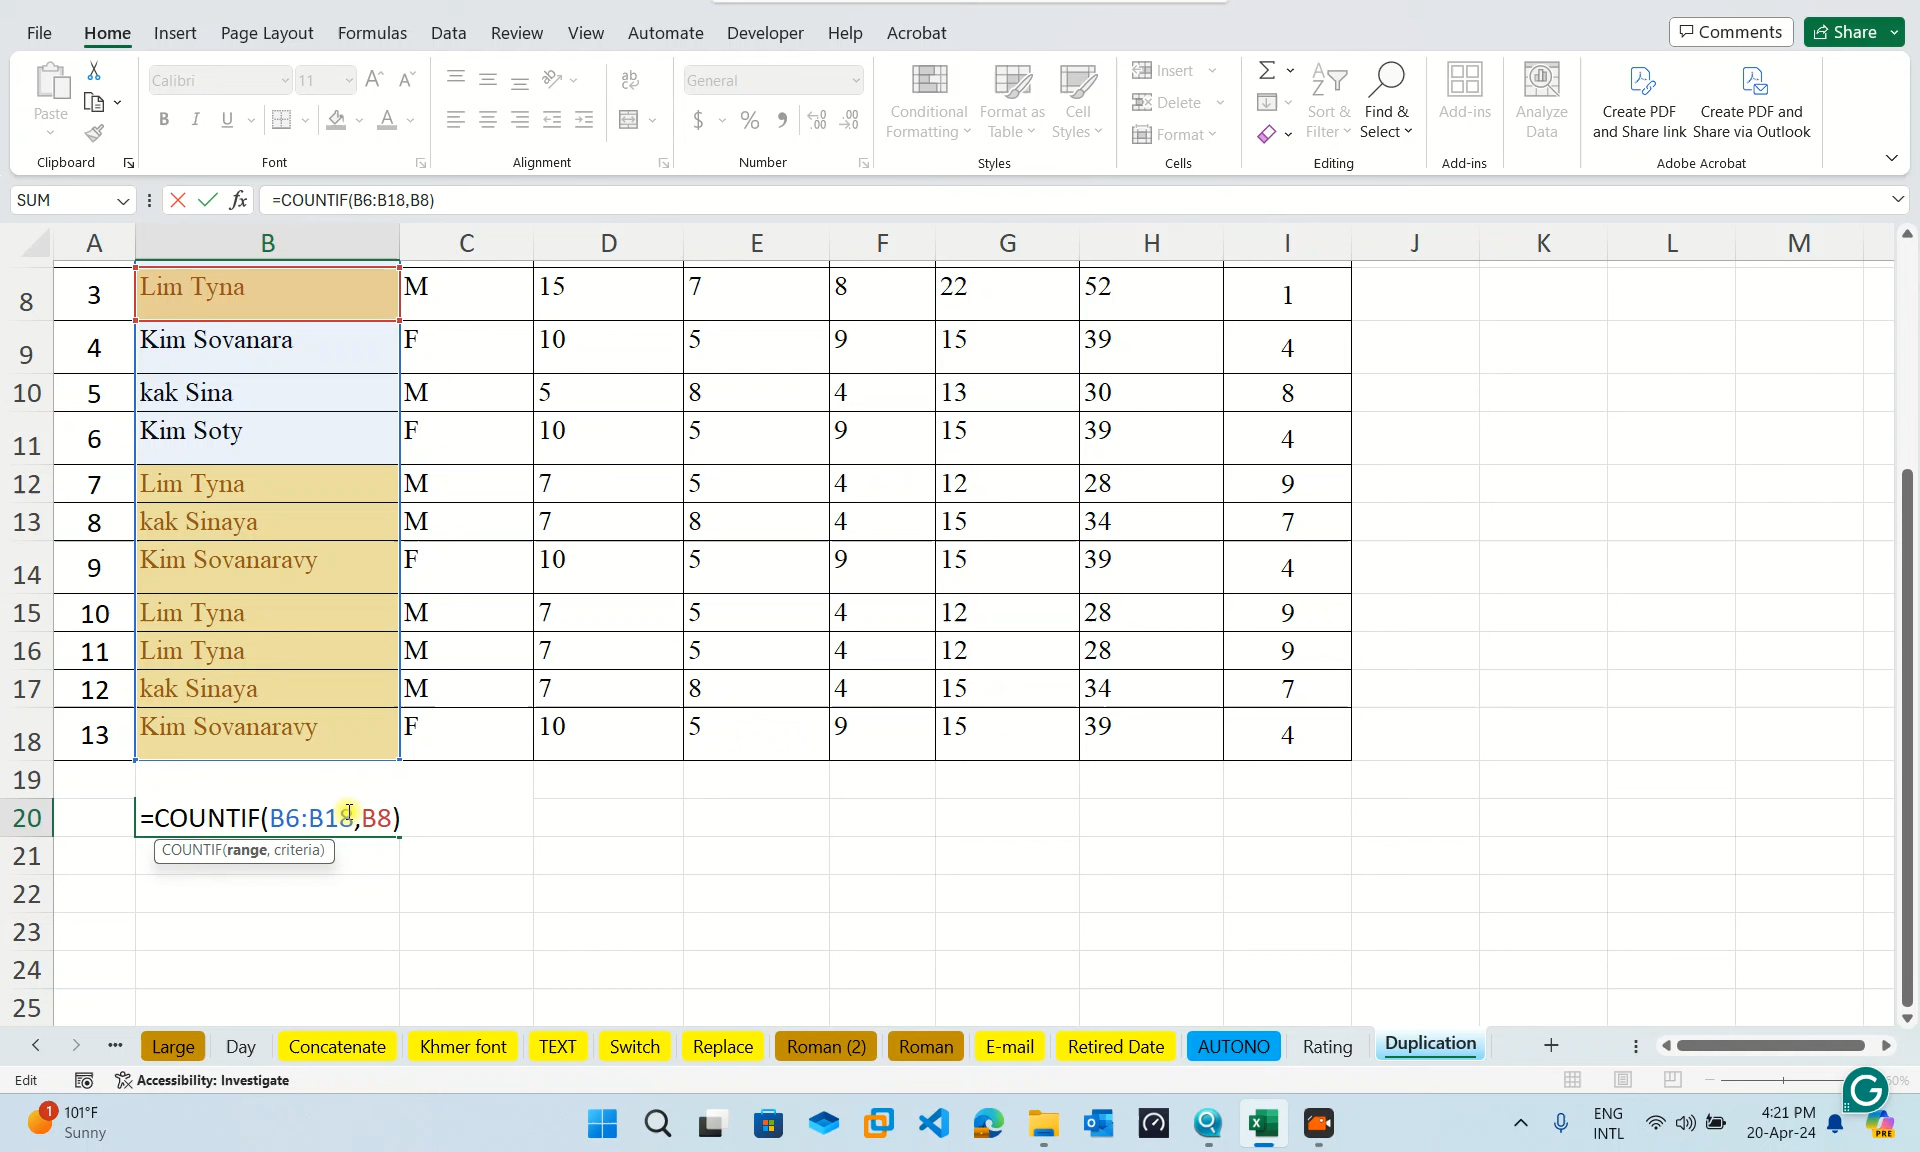 File Home Insert Page Layout Formulas Data Review View Automate Developer Help Acrobat Comments Share
Paste Clipboard
Calibri 11
B I U A Font
ab Alignment
General
$ % Number
Conditional Formatting Format as Table Cell Styles Styles
Insert Delete Format Cells
Sort & Filter Find & Select Editing
Add-ins Add-ins
Analyze Data
Create PDF and Share link Create PDF and Share via Outlook Adobe Acrobat
SUM fx =COUNTIF(B6:B18,B8)
A B C D E F G H I J K L M
8 3 Lim Tyna M 15 7 8 22 52 1
9 4 Kim Sovanara F 10 5 9 15 39 4
10 5 kak Sina M 5 8 4 13 30 8
11 6 Kim Soty F 10 5 9 15 39 4
12 7 Lim Tyna M 7 5 4 12 28 9
13 8 kak Sinaya M 7 8 4 15 34 7
14 9 Kim Sovanaravy F 10 5 9 15 39 4
15 10 Lim Tyna M 7 5 4 12 28 9
16 11 Lim Tyna M 7 5 4 12 28 9
17 12 kak Sinaya M 7 8 4 15 34 7
18 13 Kim Sovanaravy F 10 5 9 15 39 4
19
20 =COUNTIF(B6:B18,B8)
21 COUNTIF(range, criteria)
22
23
24
25
Large Day Concatenate Khmer font TEXT Switch Replace Roman (2) Roman E-mail Retired Date AUTONO Rating Duplication
Edit Accessibility: Investigate
1 101°F
Sunny
ENG
INTL
4:21 PM
20-Apr-24
PRE